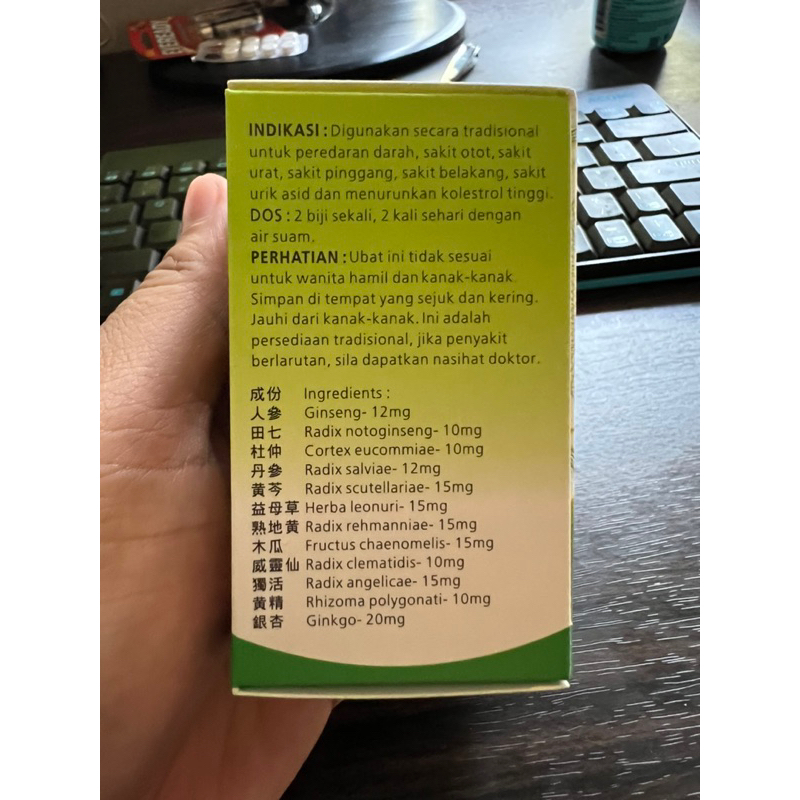 INDIKASI : Digunakan secara tradisional
untuk peredaran darah, sakit otot, sakit
urat, sakit pinggang, sakit belakang, sakit
urik asid dan menurunkan kolestrol tinggi.
DOS : 2 biji sekali, 2 kali sehari dengan
air suam.
PERHATIAN : Ubat ini tidak sesuai
untuk wanita hamil dan kanak-kanak.
Simpan di tempat yang sejuk dan kering.
Jauhi dari kanak-kanak. Ini adalah
persediaan tradisional, jika penyakit
berlarutan, sila dapatkan nasihat doktor.
成份 Ingredients :
人參 Ginseng- 12mg
田七 Radix notoginseng- 10mg
杜仲 Cortex eucommiae- 10mg
丹參 Radix salviae- 12mg
黄芩 Radix scutellariae- 15mg
益母草 Herba leonuri- 15mg
熟地黄 Radix rehmanniae- 15mg
木瓜 Fructus chaenomelis- 15mg
威靈仙 Radix clematidis- 10mg
獨活 Radix angelicae- 15mg
黄精 Rhizoma polygonati- 10mg
銀杏 Ginkgo- 20mg